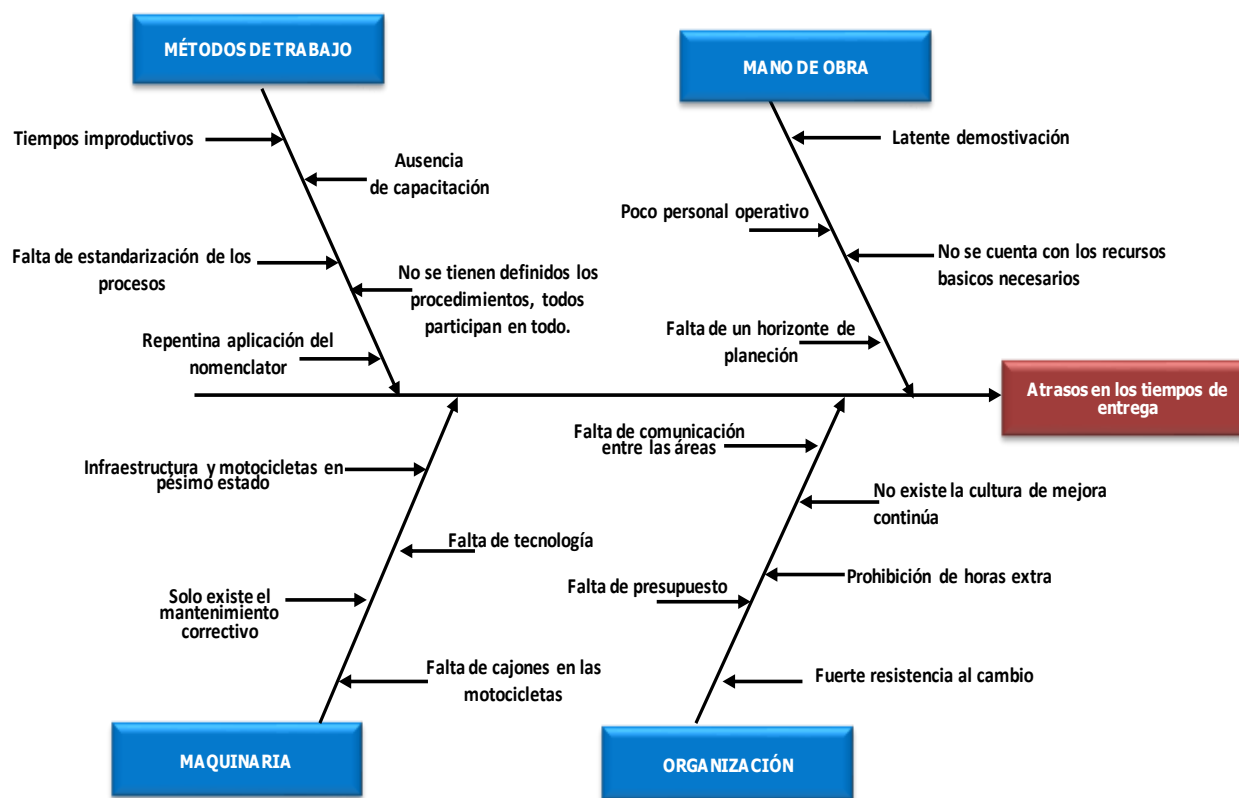 MÉTODOS DE TRABAJO
MANO DE OBRA
Tiempos improductivos
Latente demostivación
Ausencia
de capacitación
Poco personal operativo
Falta de estandarización de los
procesos
No se cuenta con los recursos
basicos necesarios
No se tienen definidos los
procedimientos, todos
participan en todo.
Repentina aplicación del
nomenclator
Falta de un horizonte de
planeción
Atrasos en los tiempos de
entrega
Falta de comunicación
entre las áreas
Infraestructura y motocicletas en
pésimo estado
No existe la cultura de mejora
continúa
Falta de tecnología
Prohibición de horas extra
Falta de presupuesto
Solo existe el
mantenimiento
correctivo
Falta de cajones en las
motocicletas
Fuerte resistencia al cambio
MAQUINARIA
ORGANIZACIÓN